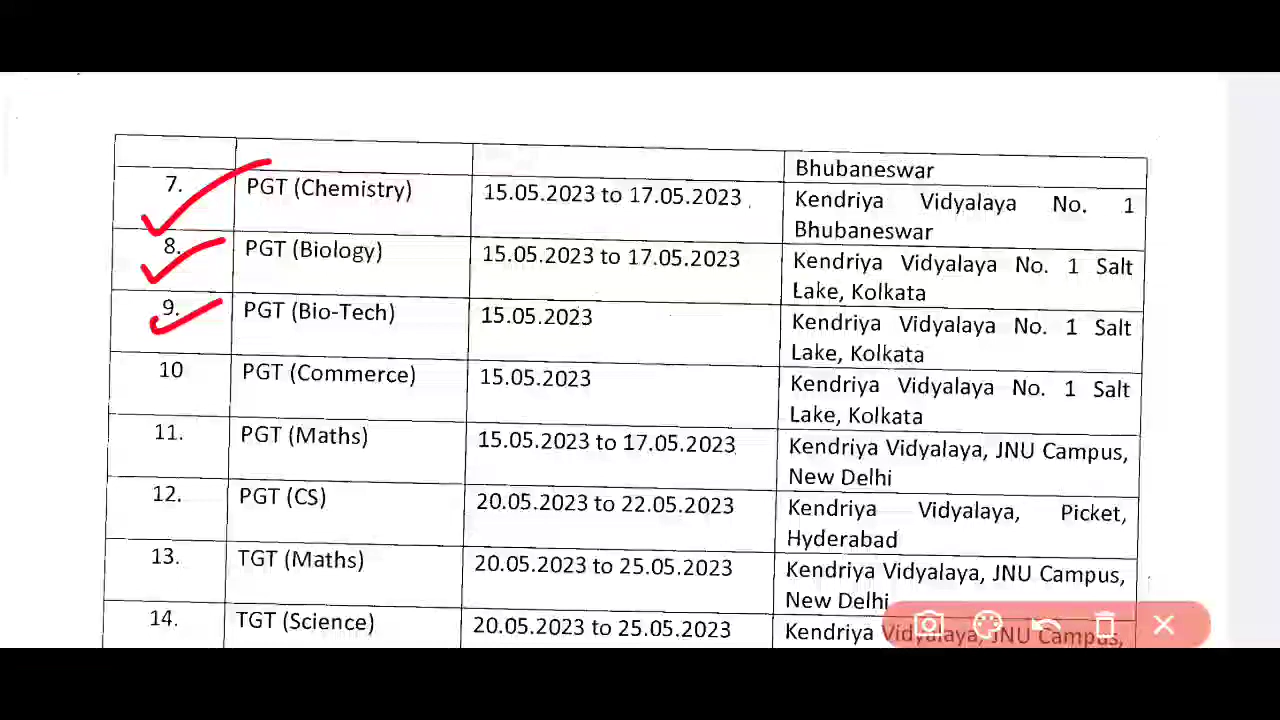 Bhubaneswar
7. PGT (Chemistry) 15.05.2023 to 17.05.2023 Kendriya Vidyalaya No. 1
Bhubaneswar
8. PGT (Biology) 15.05.2023 to 17.05.2023 Kendriya Vidyalaya No. 1 Salt
Lake, Kolkata
9. PGT (Bio-Tech) 15.05.2023 Kendriya Vidyalaya No. 1 Salt
Lake, Kolkata
10 PGT (Commerce) 15.05.2023 Kendriya Vidyalaya No. 1 Salt
Lake, Kolkata
11. PGT (Maths) 15.05.2023 to 17.05.2023 Kendriya Vidyalaya, JNU Campus,
New Delhi
12. PGT (CS) 20.05.2023 to 22.05.2023 Kendriya Vidyalaya, Picket,
Hyderabad
13. TGT (Maths) 20.05.2023 to 25.05.2023 Kendriya Vidyalaya, JNU Campus,
New Delhi
14. TGT (Science) 20.05.2023 to 25.05.2023 Kendriya Vidyalaya, JNU Campus,